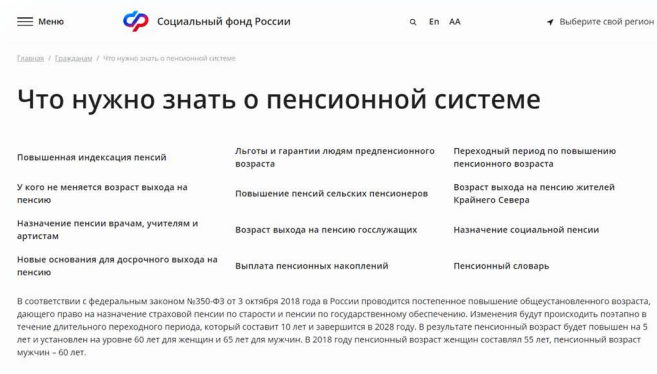 Меню
Социальный фонд России
En
АА
Выберите свой регион
Главная / Гражданам / Что нужно знать о пенсионной системе
Что нужно знать о пенсионной системе
Повышенная индексация пенсий
Льготы и гарантии людям предпенсионного
возраста
Переходный период по повышению
пенсионного возраста
У кого не меняется возраст выхода на
пенсию
Повышение пенсий сельских пенсионеров
Возраст выхода на пенсию жителей
Крайнего Севера
Назначение пенсии врачам, учителям и
артистам
Возраст выхода на пенсию госслужащих
Назначение социальной пенсии
Новые основания для досрочного выхода на
пенсию
Выплата пенсионных накоплений
Пенсионный словарь
В соответствии с федеральным законом №350-ФЗ от 3 октября 2018 года в России проводится постепенное повышение общеустановленного возраста,
дающего право на назначение страховой пенсии по старости и пенсии по государственному обеспечению. Изменения будут происходить поэтапно в
течение длительного переходного периода, который составит 10 лет и завершится в 2028 году. В результате пенсионный возраст будет повышен на 5
лет и установлен на уровне 60 лет для женщин и 65 лет для мужчин. В 2018 году пенсионный возраст женщин составлял 55 лет, пенсионный возраст
мужчин – 60 лет.